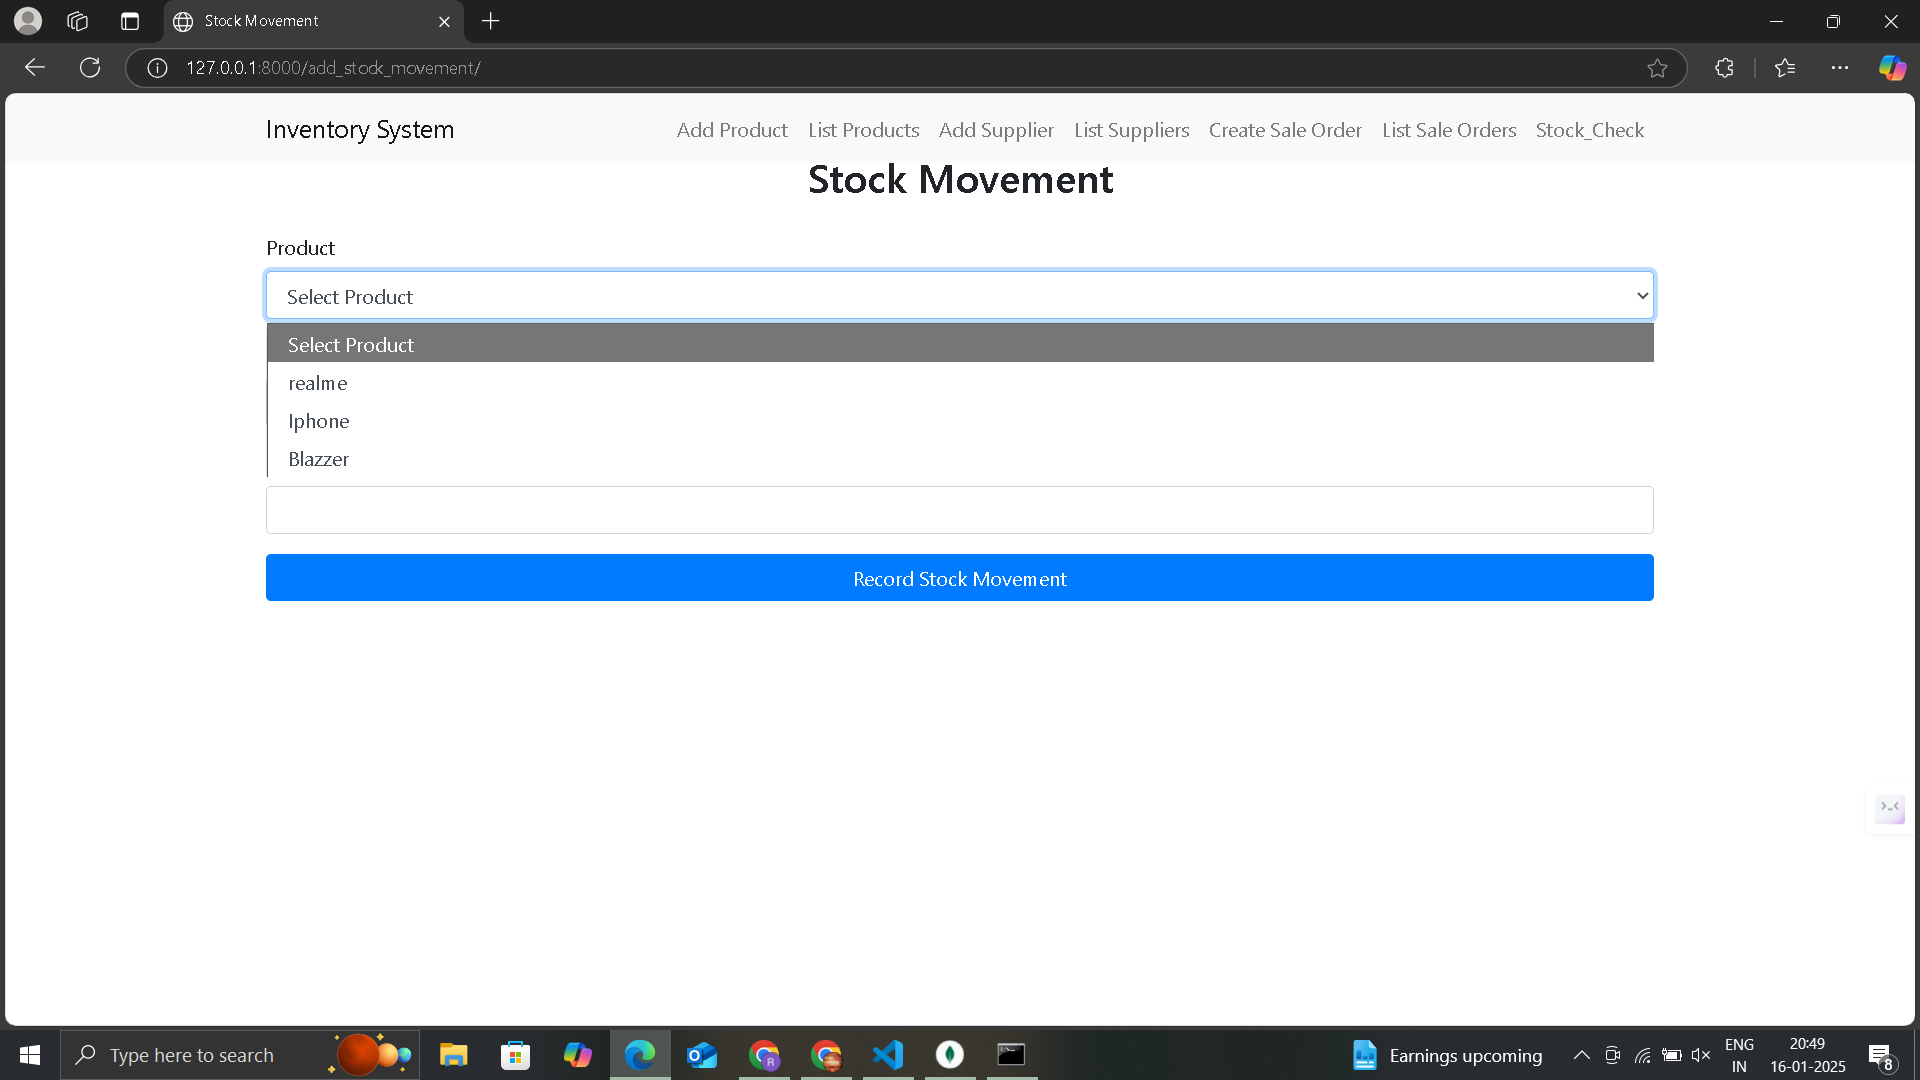 Stock Movement
127.0.0.1:8000/add_stock_movement/
Inventory System
Add Product List Products Add Supplier List Suppliers Create Sale Order List Sale Orders Stock_Check
Stock Movement
Product
Select Product
Select Product
realme
Iphone
Blazzer
Record Stock Movement
Type here to search
Earnings upcoming
ENG
IN
20:49
16-01-2025
8